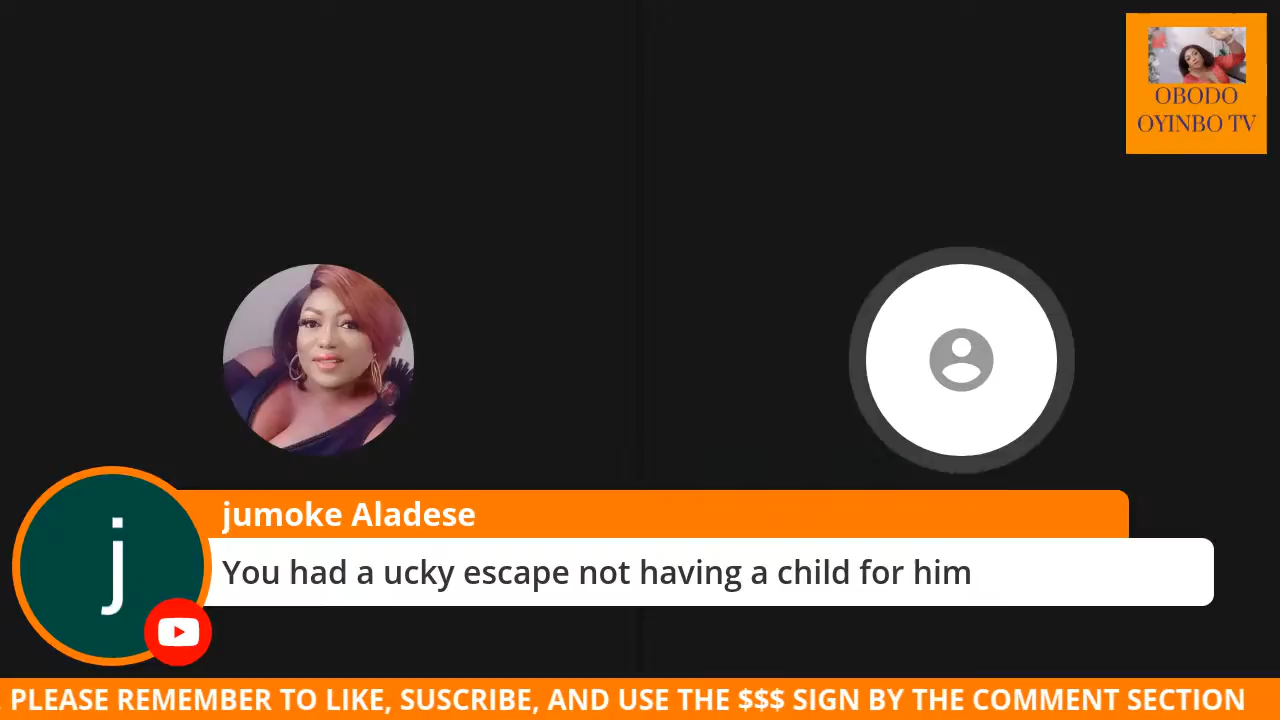 OBODO
OYINBO TV
j
jumoke Aladese
You had a ucky escape not having a child for him
PLEASE REMEMBER TO LIKE, SUSCRIBE, AND USE THE $$$ SIGN BY THE COMMENT SECTION